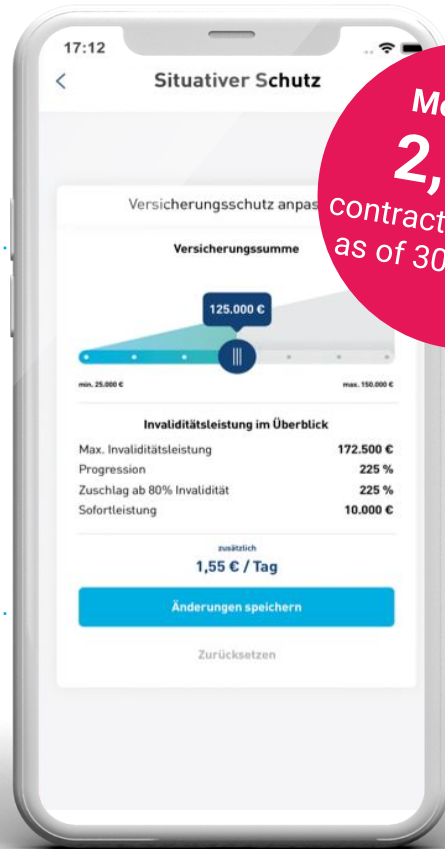 17:12
Situativer Schutz
2,
contract
as of 30
Versicherungsschutz
Versicherungssumme
125.000 €
min. 25.000 €
max. 150.000 €
Invaliditätsleistung im Überblick
Max. Invaliditätsleistung 172.500 €
Progression 225 %
Zuschlag ab 80% Invalidität 225 %
Sofortleistung 10.000 €
zusätzlich
1,55 € / Tag
Änderungen speichern
Zurücksetzen